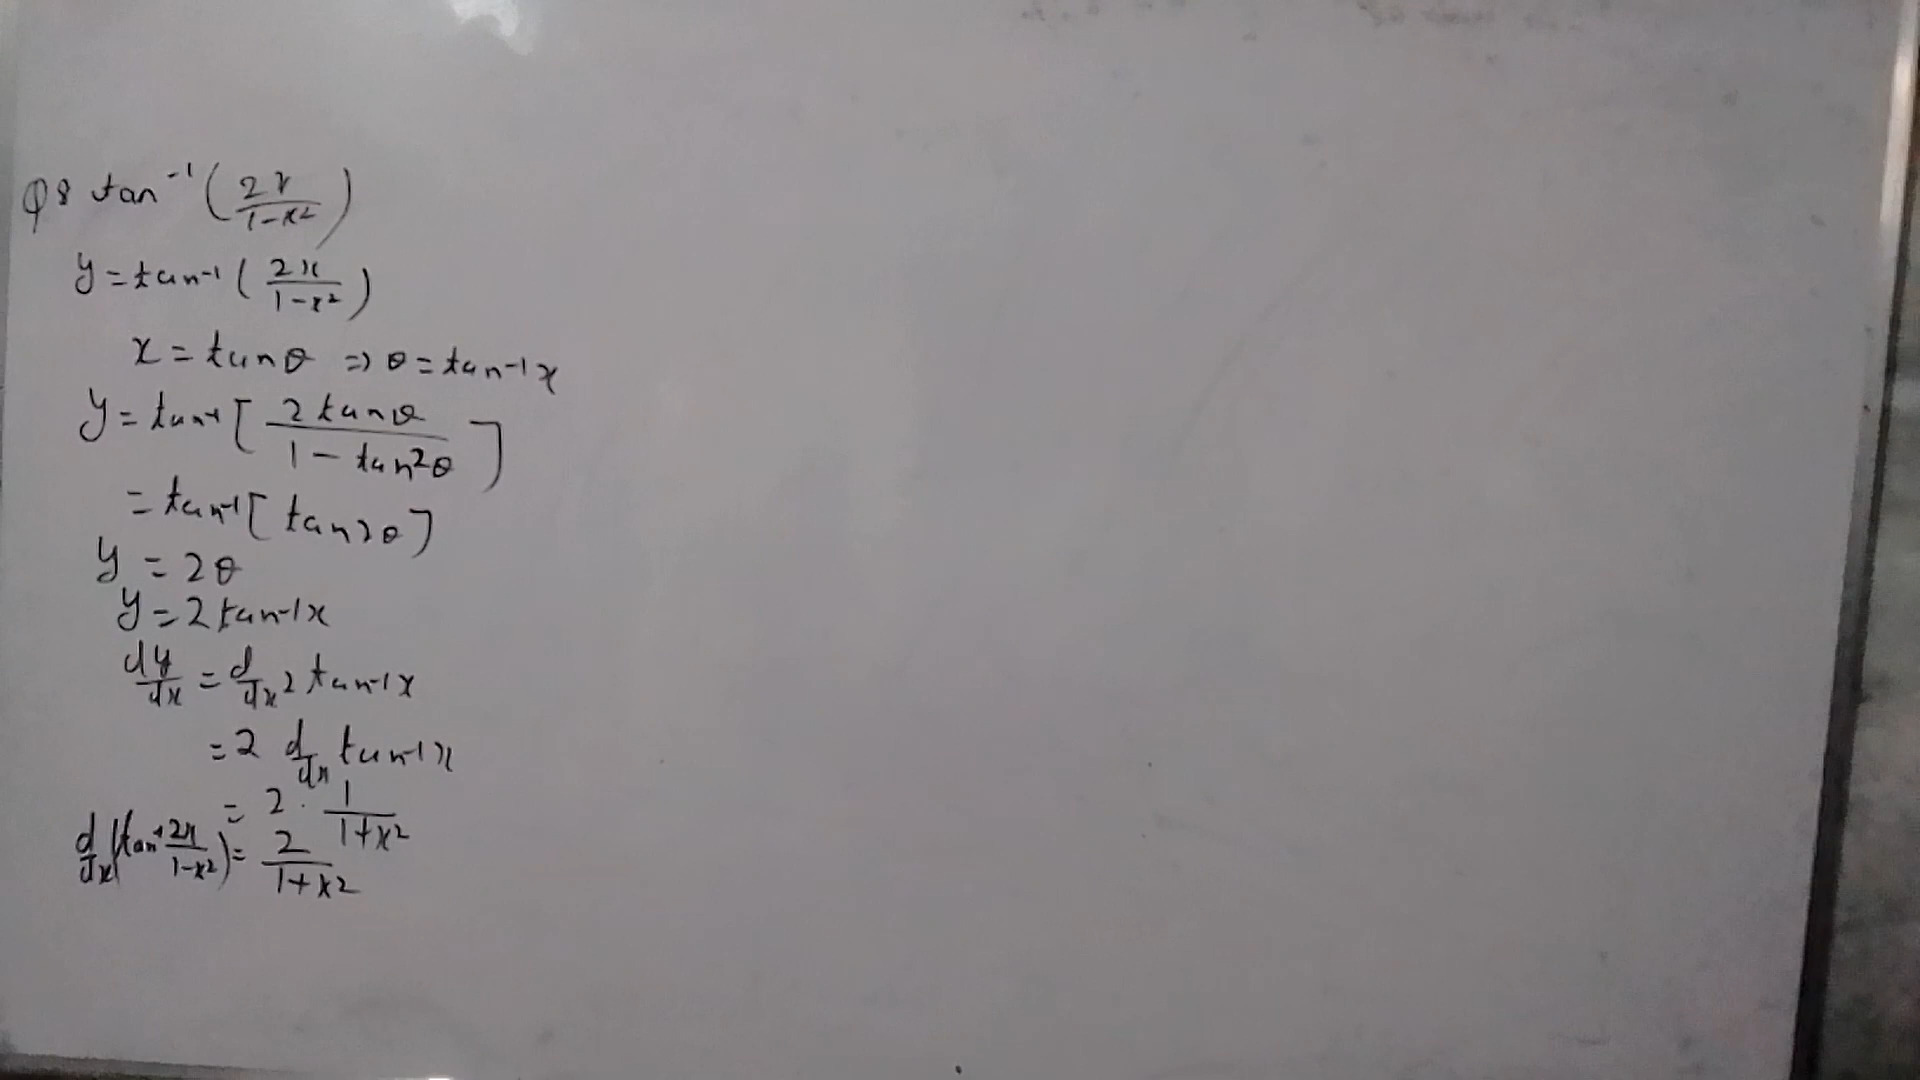 Q8 tan⁻¹ (2x/1-x²)
y = tan⁻¹ (2x/1-x²)
x = tanθ => θ = tan⁻¹x
y = tan⁻¹ [2tanθ/1 - tan²θ]
= tan⁻¹ [tan2θ]
y = 2θ
y = 2tan⁻¹x
dy/dx = d/dx 2 tan⁻¹x
= 2 d/dx tan⁻¹x
= 2 · 1/1+x²
d/dx (tan⁻¹ 2x/1-x²) = 2/1+x²